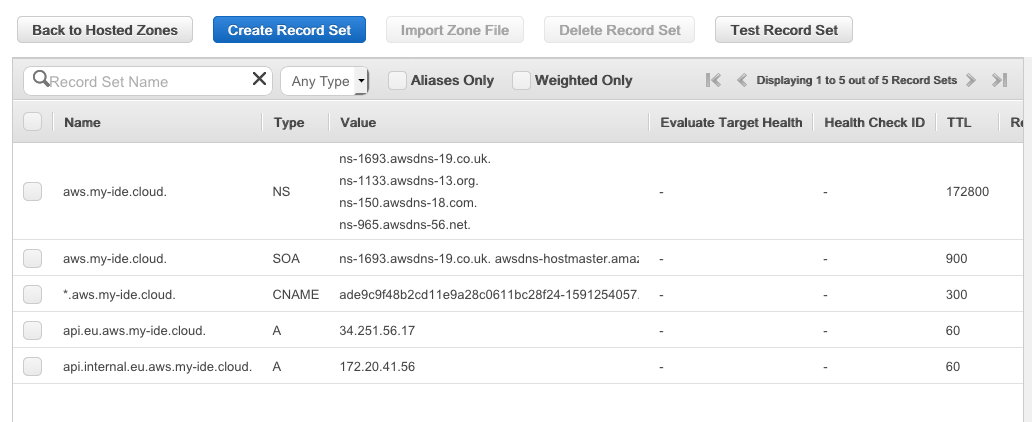 Back to Hosted Zones Create Record Set Import Zone File Delete Record Set Test Record Set
Record Set Name Any Type Aliases Only Weighted Only Displaying 1 to 5 out of 5 Record Sets
Name Type Value Evaluate Target Health Health Check ID TTL Re
aws.my-ide.cloud. NS ns-1693.awsdns-19.co.uk. - - 172800
ns-1133.awsdns-13.org.
ns-150.awsdns-18.com.
ns-965.awsdns-56.net.
aws.my-ide.cloud. SOA ns-1693.awsdns-19.co.uk. awsdns-hostmaster.amaz - - 900
*.aws.my-ide.cloud. CNAME ade9c9f48b2cd11e9a28c0611bc28f24-1591254057. - - 300
api.eu.aws.my-ide.cloud. A 34.251.56.17 - - 60
api.internal.eu.aws.my-ide.cloud. A 172.20.41.56 - - 60